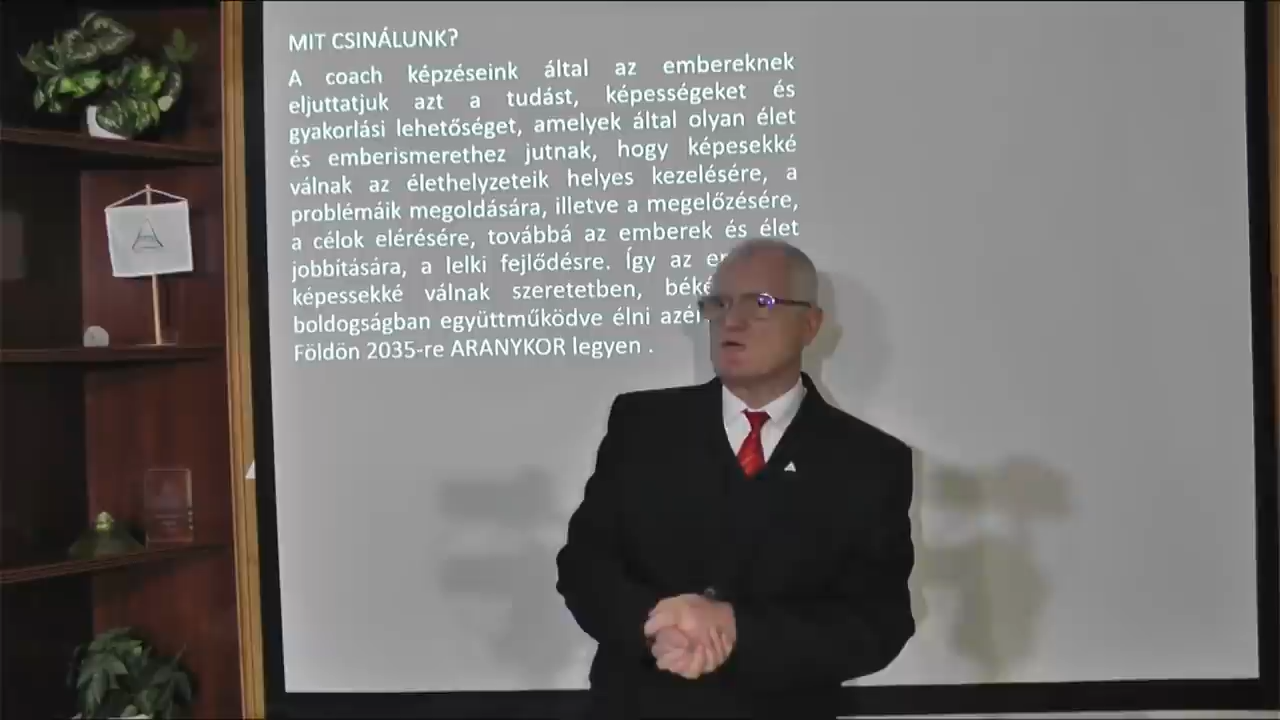 MIT CSINÁLUNK?
A coach képzéseink által az embereknek
eljuttatjuk azt a tudást, képességeket és
gyakorlási lehetőséget, amelyek által olyan élet
és emberismerethez jutnak, hogy képesekké
válnak az élethelyzeteik helyes kezelésére, a
problémáik megoldására, illetve a megelőzésére,
a célok elérésére, továbbá az emberek és élet
jobbítására, a lelki fejlődésre. Így az
képessekké válnak szeretetben,
boldogságban együttműködve élni
Földön 2035-re ARANYKOR legyen .